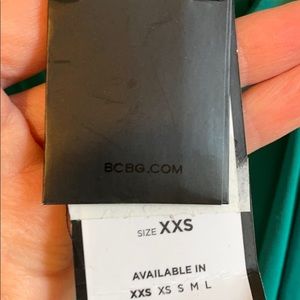 BCBG.COM
SIZE XXS
AVAILABLE IN
XXS XS S M L